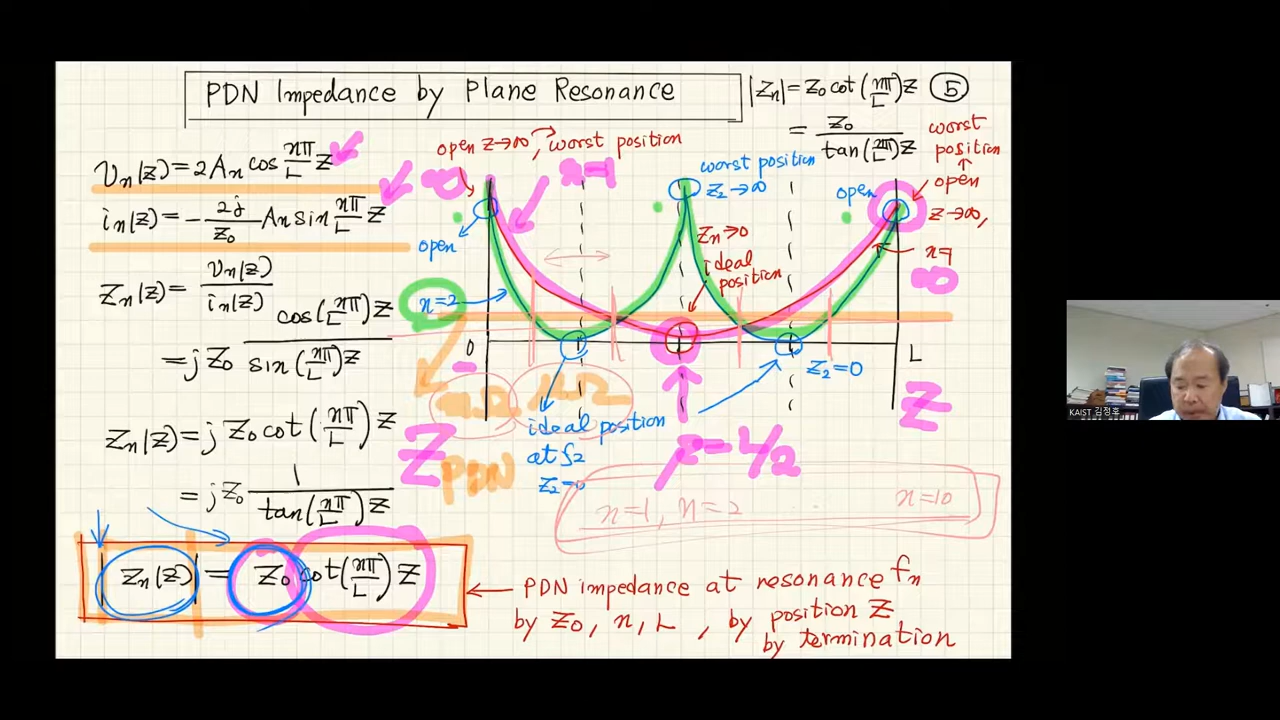 PDN Impedance by Plane Resonance
|Zn| = Z0 cot(nπ/L)Z ⑤
= Z0 / tan(nπ/L)Z
Vn(z) = 2An cos nπ/L Z
in(z) = - 2j/Z0 An sin nπ/L Z
Zn(z) = Vn(z) / in(z)
= jZ0 cos(nπ/L)Z / sin(nπ/L)Z
Zn(z) = j Z0 cot(nπ/L)Z
= jZ0 1 / tan(nπ/L)Z
|Zn(z)| = Z0 cot(nπ/L)Z
open Z→∞, worst position
∞
n=1
worst position
Z2→∞
open
worst
position
open
Z→∞,
n=1
∞
open
Zn→0
ideal
position
n=2
0
L
Z2=0
Z
ideal position
at f2
Z2=0
Z PDN
Z=L/2
n=1, n=2 n=10
PDN impedance at resonance fn
by Z0, n, L, by position Z
by termination
KAIST 김정호